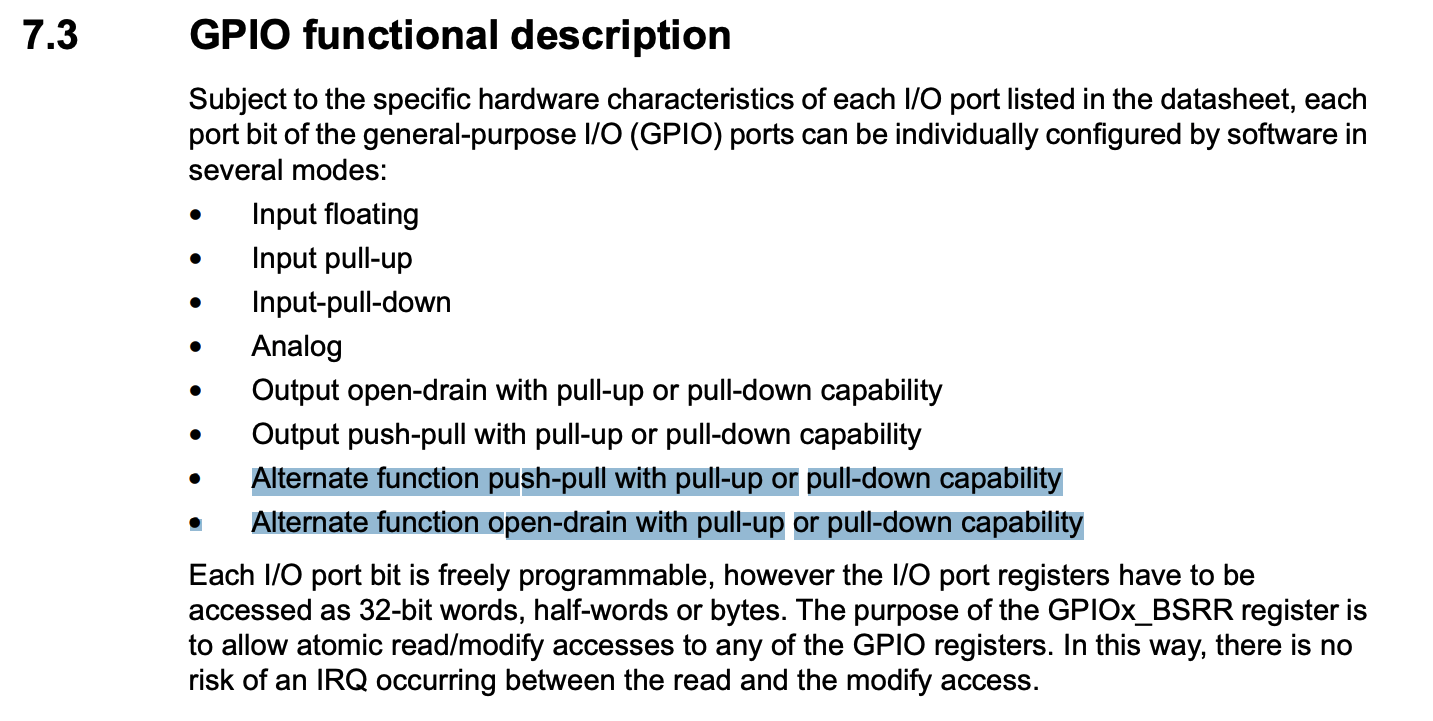 7.3 GPIO functional description
Subject to the specific hardware characteristics of each I/O port listed in the datasheet, each
port bit of the general-purpose I/O (GPIO) ports can be individually configured by software in
several modes:
• Input floating
• Input pull-up
• Input-pull-down
• Analog
• Output open-drain with pull-up or pull-down capability
• Output push-pull with pull-up or pull-down capability
• Alternate function push-pull with pull-up or pull-down capability
• Alternate function open-drain with pull-up or pull-down capability
Each I/O port bit is freely programmable, however the I/O port registers have to be
accessed as 32-bit words, half-words or bytes. The purpose of the GPIOx_BSRR register is
to allow atomic read/modify accesses to any of the GPIO registers. In this way, there is no
risk of an IRQ occurring between the read and the modify access.